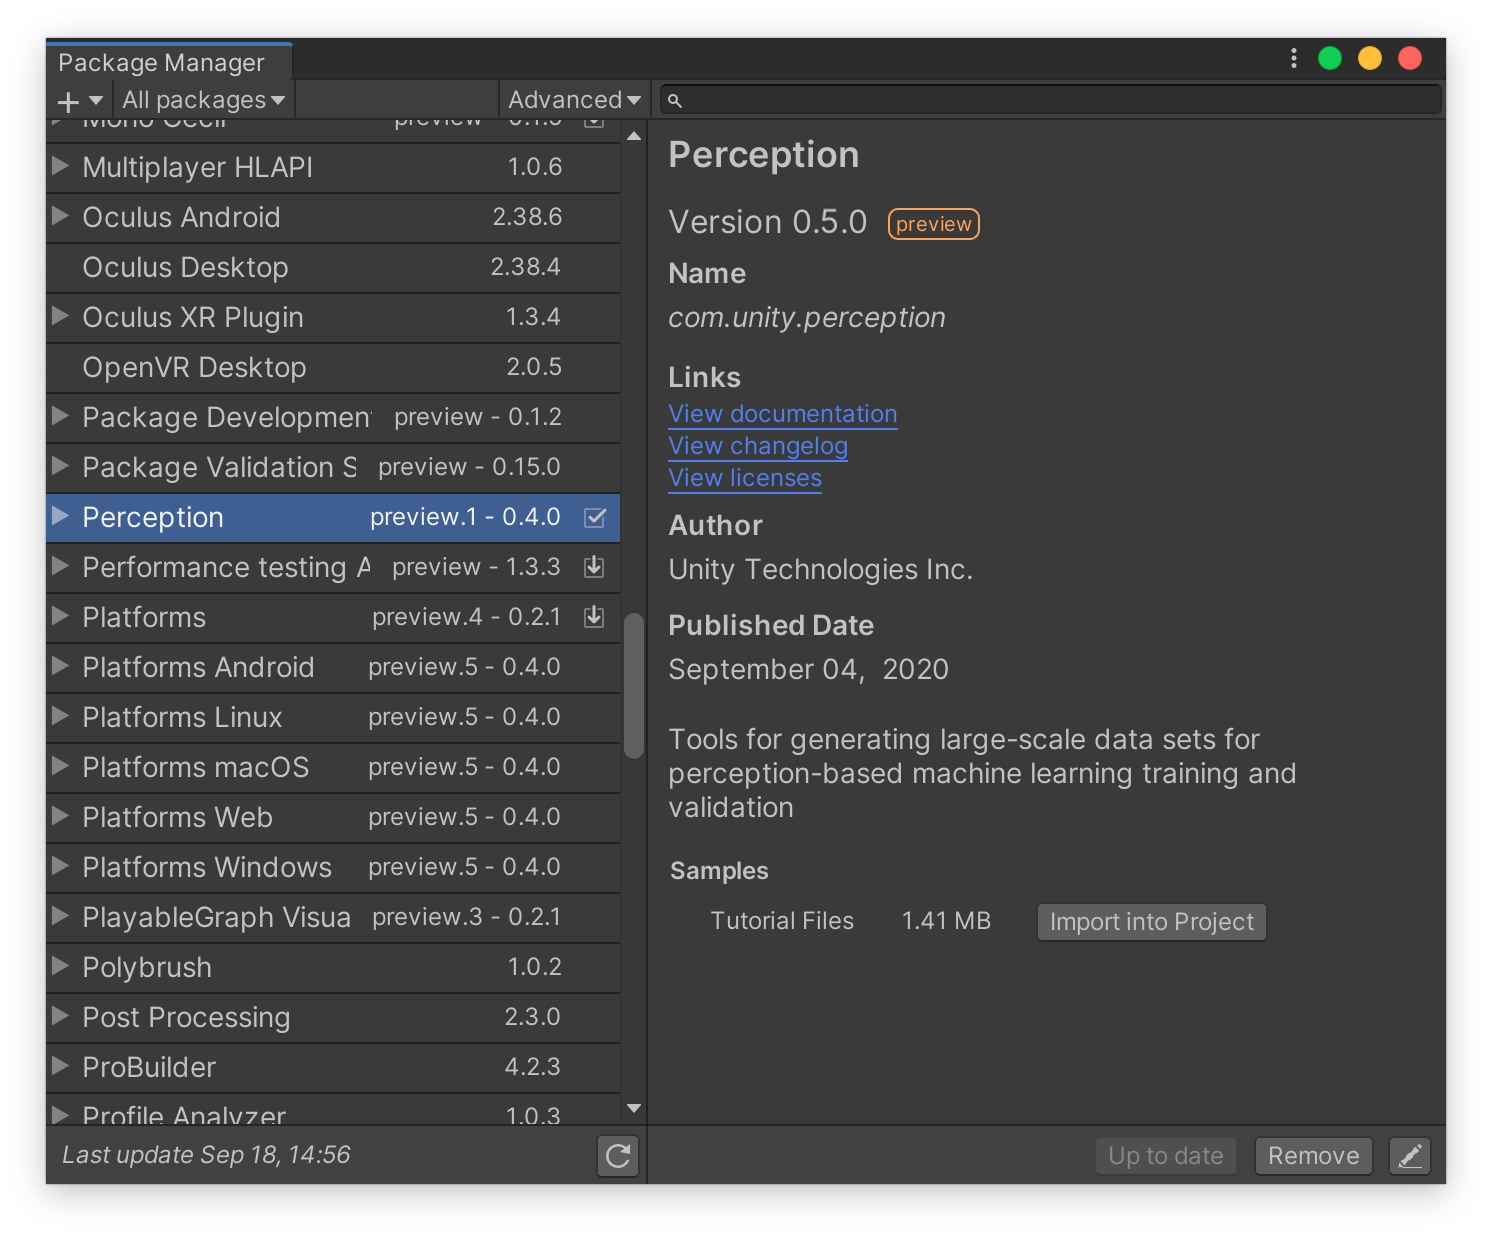 Package Manager
All packages
Advanced
Mono Cecil preview - 0.1.5
Multiplayer HLAPI 1.0.6
Oculus Android 2.38.6
Oculus Desktop 2.38.4
Oculus XR Plugin 1.3.4
OpenVR Desktop 2.0.5
Package Developmen preview - 0.1.2
Package Validation S preview - 0.15.0
Perception preview.1 - 0.4.0
Performance testing A preview - 1.3.3
Platforms preview.4 - 0.2.1
Platforms Android preview.5 - 0.4.0
Platforms Linux preview.5 - 0.4.0
Platforms macOS preview.5 - 0.4.0
Platforms Web preview.5 - 0.4.0
Platforms Windows preview.5 - 0.4.0
PlayableGraph Visua preview.3 - 0.2.1
Polybrush 1.0.2
Post Processing 2.3.0
ProBuilder 4.2.3
Profile Analyzer 1.0.3
Last update Sep 18, 14:56
Perception
Version 0.5.0 preview
Name
com.unity.perception
Links
View documentation
View changelog
View licenses
Author
Unity Technologies Inc.
Published Date
September 04, 2020
Tools for generating large-scale data sets for
perception-based machine learning training and
validation
Samples
Tutorial Files 1.41 MB Import into Project
Up to date Remove